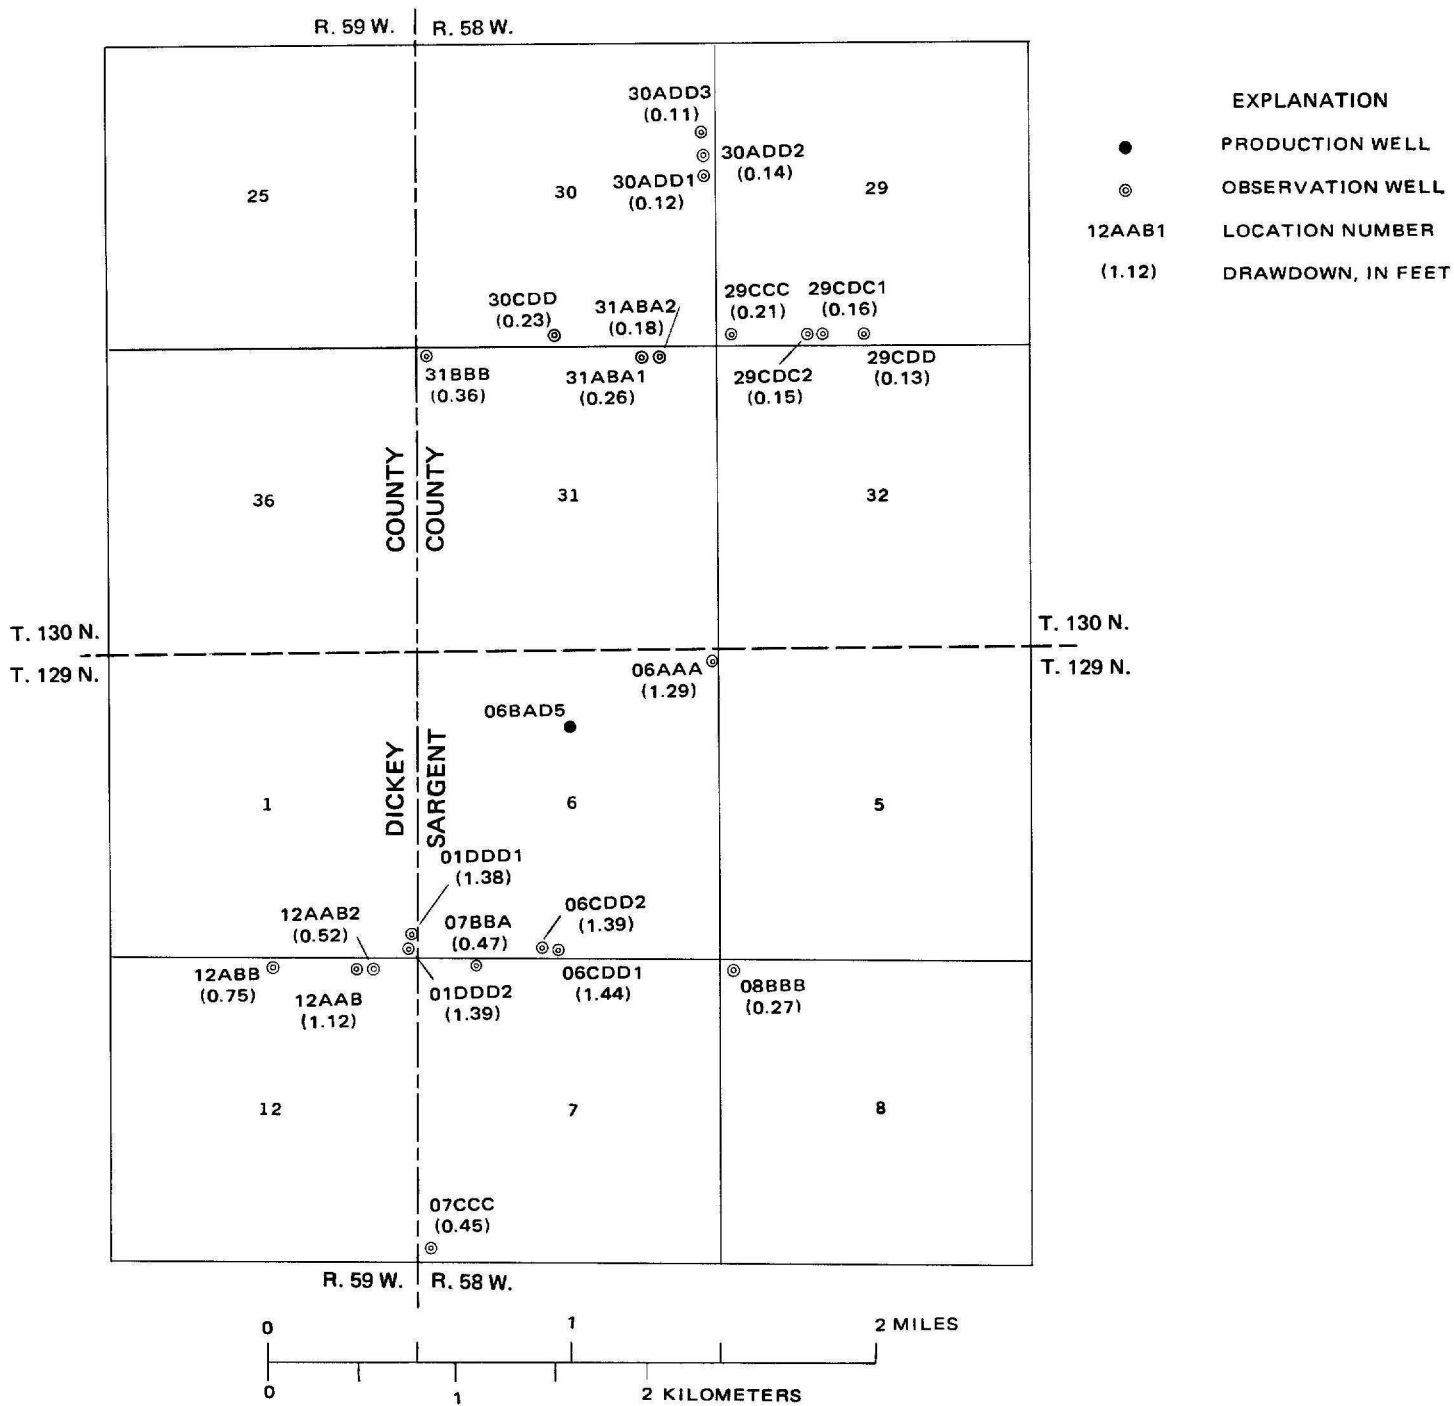 R. 59 W. R. 58 W.
30ADD3
(0.11)
30ADD2
(0.14)
30ADD1
(0.12)
25
30
29
EXPLANATION
PRODUCTION WELL
OBSERVATION WELL
12AAB1 LOCATION NUMBER
(1.12) DRAWDOWN, IN FEET
30CDD
(0.23)
31ABA2
(0.18)
29CCC
(0.21)
29CDC1
(0.16)
31BBB
(0.36)
31ABA1
(0.26)
29CDC2
(0.15)
29CDD
(0.13)
COUNTY
COUNTY
36
31
32
T. 130 N.
T. 129 N.
T. 130 N.
T. 129 N.
06AAA
(1.29)
06BAD5
DICKEY
SARGENT
1
6
5
01DDD1
(1.38)
12AAB2
(0.52)
07BBA
(0.47)
06CDD2
(1.39)
12ABB
(0.75)
12AAB
(1.12)
01DDD2
(1.39)
06CDD1
(1.44)
08BBB
(0.27)
12
7
8
07CCC
(0.45)
R. 59 W. R. 58 W.
0 1 2 MILES
0 1 2 KILOMETERS